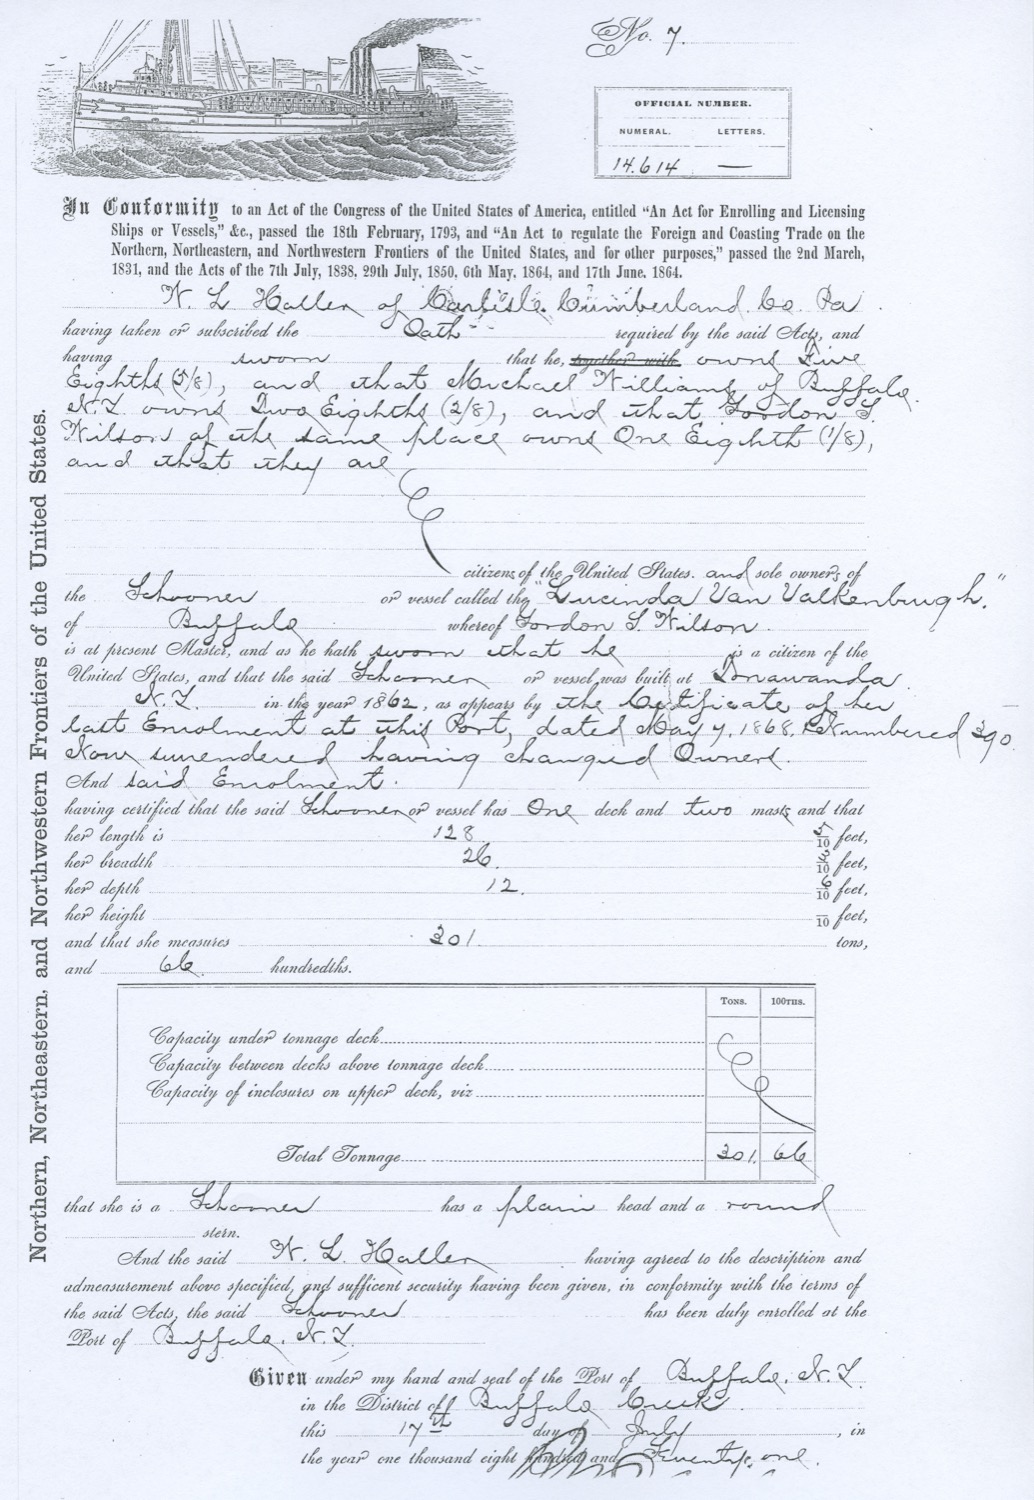 No. 7.
OFFICIAL NUMBER.
NUMERAL. LETTERS.
14.614 —
In Conformity to an Act of the Congress of the United States of America, entitled “An Act for Enrolling and Licensing
Ships or Vessels,” &c., passed the 18th February, 1793, and “An Act to regulate the Foreign and Coasting Trade on the
Northern, Northeastern, and Northwestern Frontiers of the United States, and for other purposes,” passed the 2nd March,
1831, and the Acts of the 7th July, 1838, 29th July, 1850, 6th May, 1864, and 17th June, 1864.
W. L. Haller of Carlisle. Cumberland. Co. Pa
having taken or subscribed the Oath required by the said Acts, and
having sworn that he, together with owns Five
Eighths (5/8), and that Michael Williams of Buffalo.
N.Y. owns Two Eighths (2/8), and that Gordon S.
Wilson of the same place owns One Eighth (1/8),
and that they are
citizens of the United States. and sole owners of
the Schooner or vessel called the "Lucinda Van Valkenburgh."
of Buffalo whereof Gordon S. Wilson
is at present Master, and as he hath sworn that he is a citizen of the
United States, and that the said Schooner or vessel was built at Tonawanda
N.Y. in the year 1862, as appears by the Certificate of her
last Enrolment at this Port, dated May 7, 1868, Numbered 390
Now surrendered having changed Owners.
And said Enrolment.
having certified that the said Schooner or vessel has One deck and two masts and that
her length is 128 5/10 feet,
her breadth 26. /10 feet,
her depth 12. 6/10 feet,
her height /10 feet,
and that she measures 301 tons,
and 66 hundredths.
TONS. 100THS.
Capacity under tonnage deck
Capacity between decks above tonnage deck
Capacity of inclosures on upper deck, viz
Total Tonnage 301. 66
that she is a Schooner has a plain head and a round
stern.
And the said W. L. Haller having agreed to the description and
admeasurement above specified, and sufficent security having been given, in conformity with the terms of
the said Acts, the said Schooner has been duly enrolled at the
Port of Buffalo. N.Y.
Given under my hand and seal of the Port of Buffalo. N.Y.
in the District of Buffalo Creek
this 17th day of July, in
the year one thousand eight hundred and Seventy one.
Northern, Northeastern, and Northwestern Frontiers of the United States.